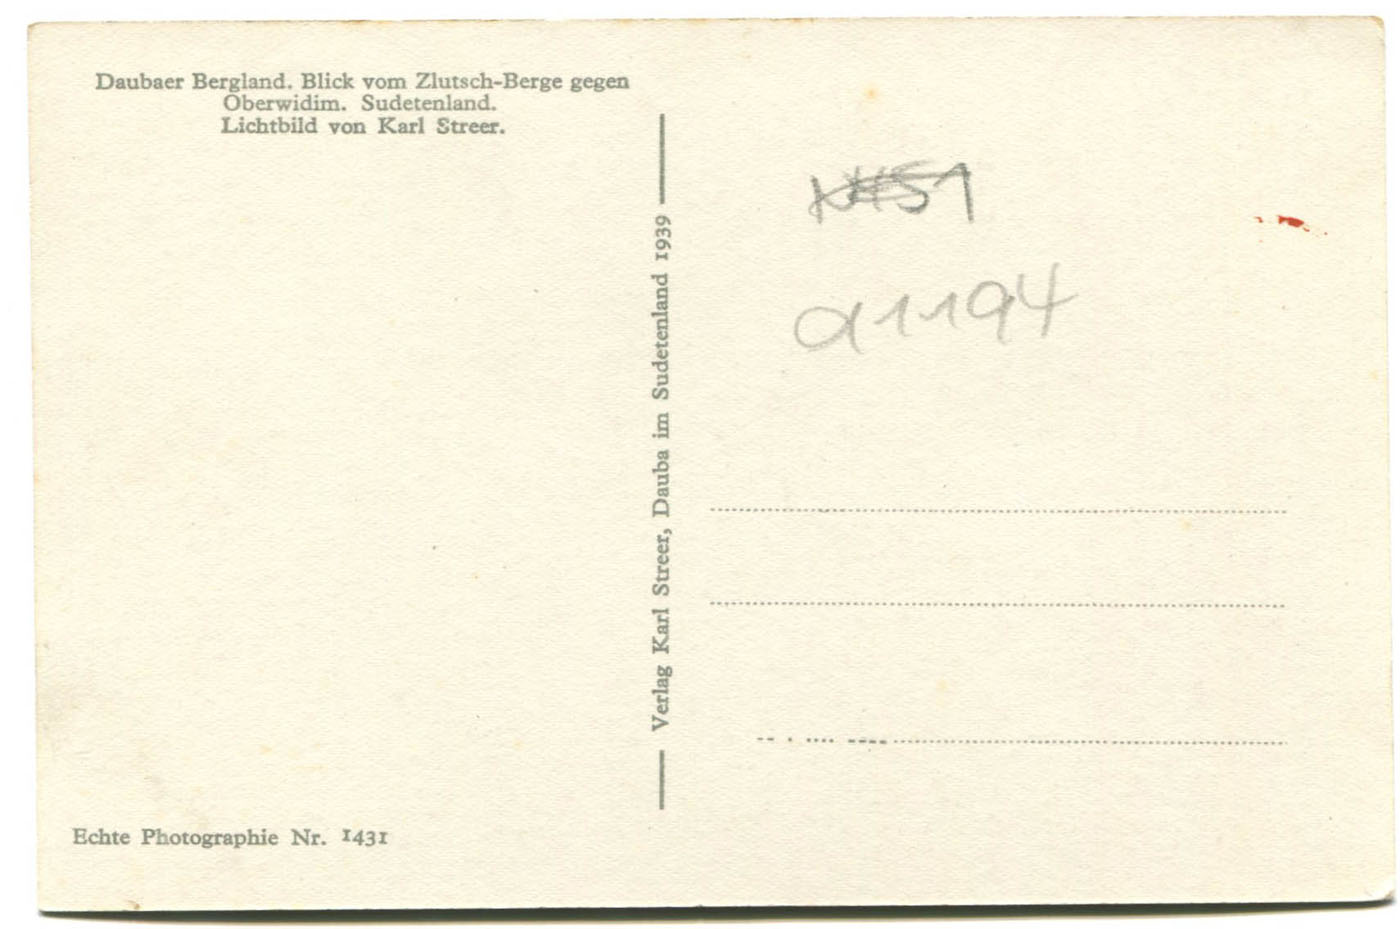 Daubaer Bergland. Blick vom Zlutsch-Berge gegen
Oberwidim. Sudetenland.
Lichtbild von Karl Streer.
Verlag Karl Streer, Dauba im Sudetenland 1939
a1194
Echte Photographie Nr. 1431